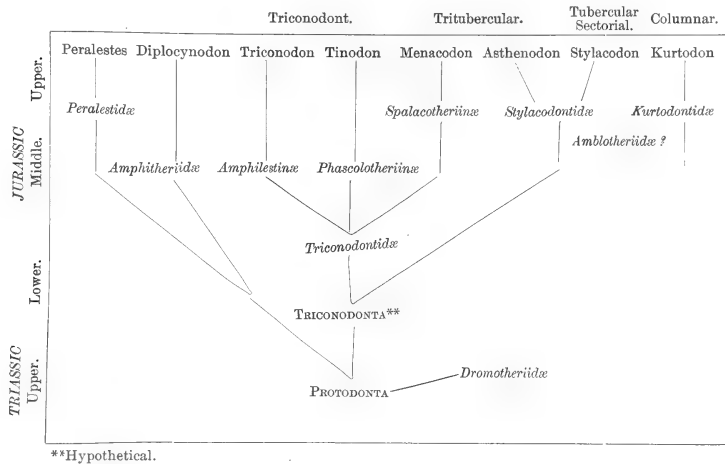 Triconodont. Tritubercular. Tubercular Sectorial. Columnar.
Peralestes Diplocynodon Triconodon Tinodon Menacodon Asthenodon Stylacodon Kurtodon
Upper.
Peralestidæ Spalacotheriinæ Stylacodontidæ Kurtodontidæ
JURASSIC
Middle.
Amblotheriidæ ?
Amphitheriidæ Amphilestinæ Phascolotheriinæ
Triconodontidæ
Lower.
TRICONODONTA**
TRIASSIC
Upper.
Dromotheriidæ
PROTODONTA
**Hypothetical.